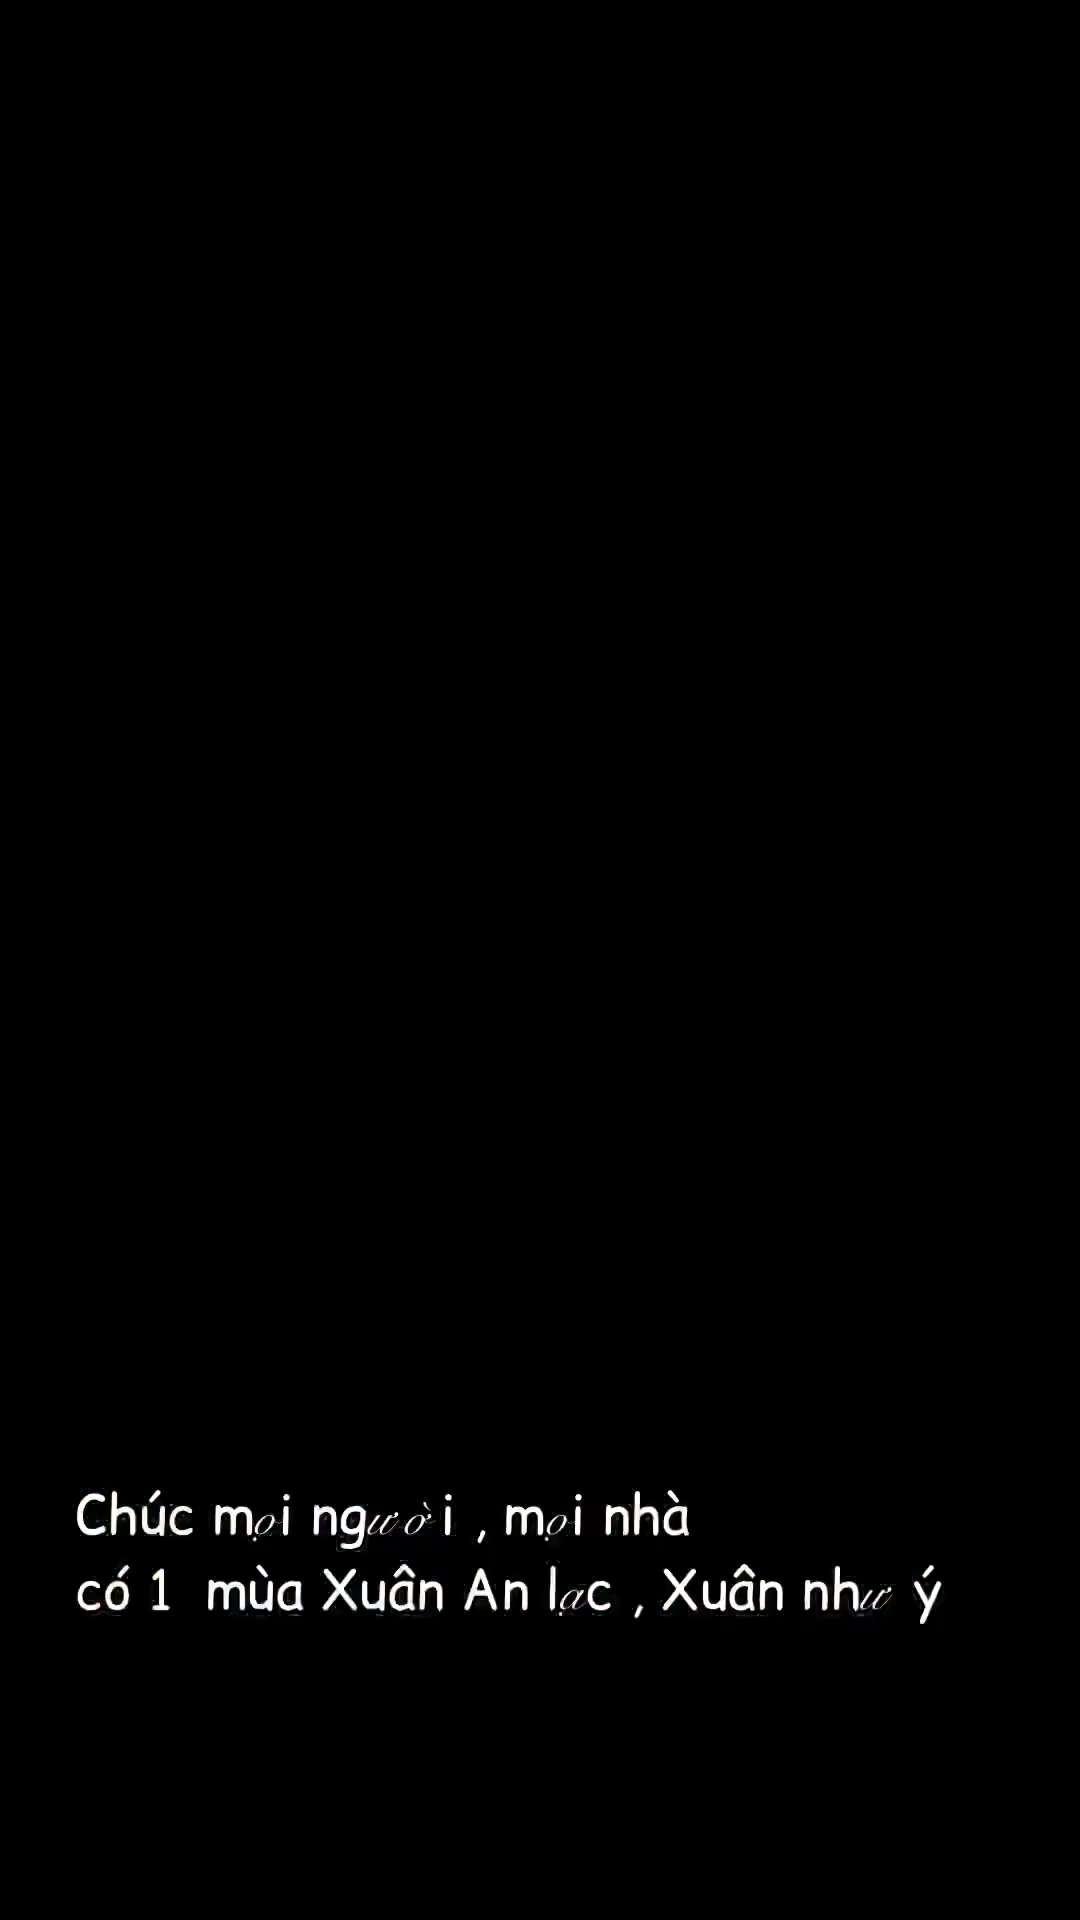 Chúc mọi người , mọi nhà
có 1 mùa Xuân An lạc , Xuân như ý